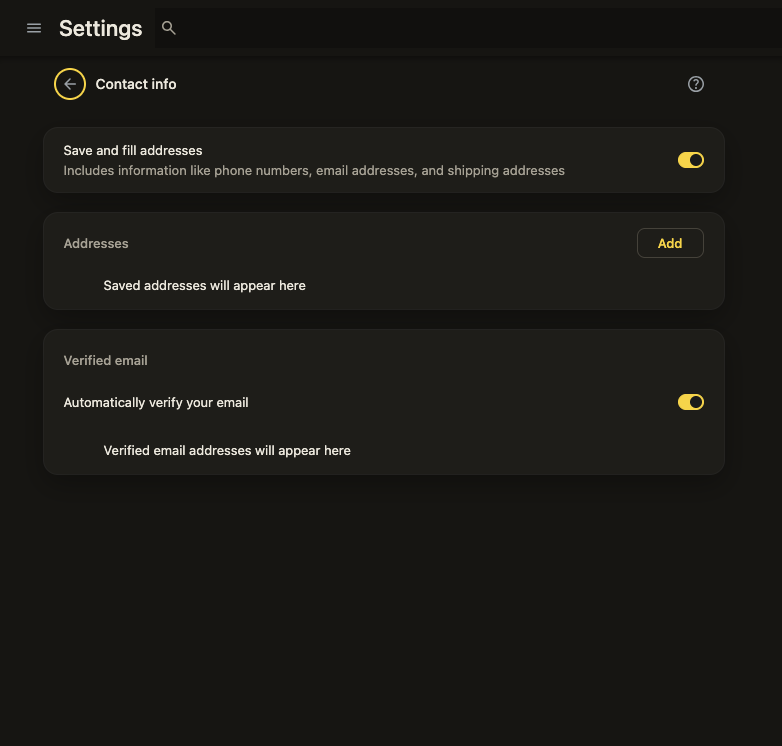 Settings
Contact info
Save and fill addresses
Includes information like phone numbers, email addresses, and shipping addresses
Addresses
Add
Saved addresses will appear here
Verified email
Automatically verify your email
Verified email addresses will appear here